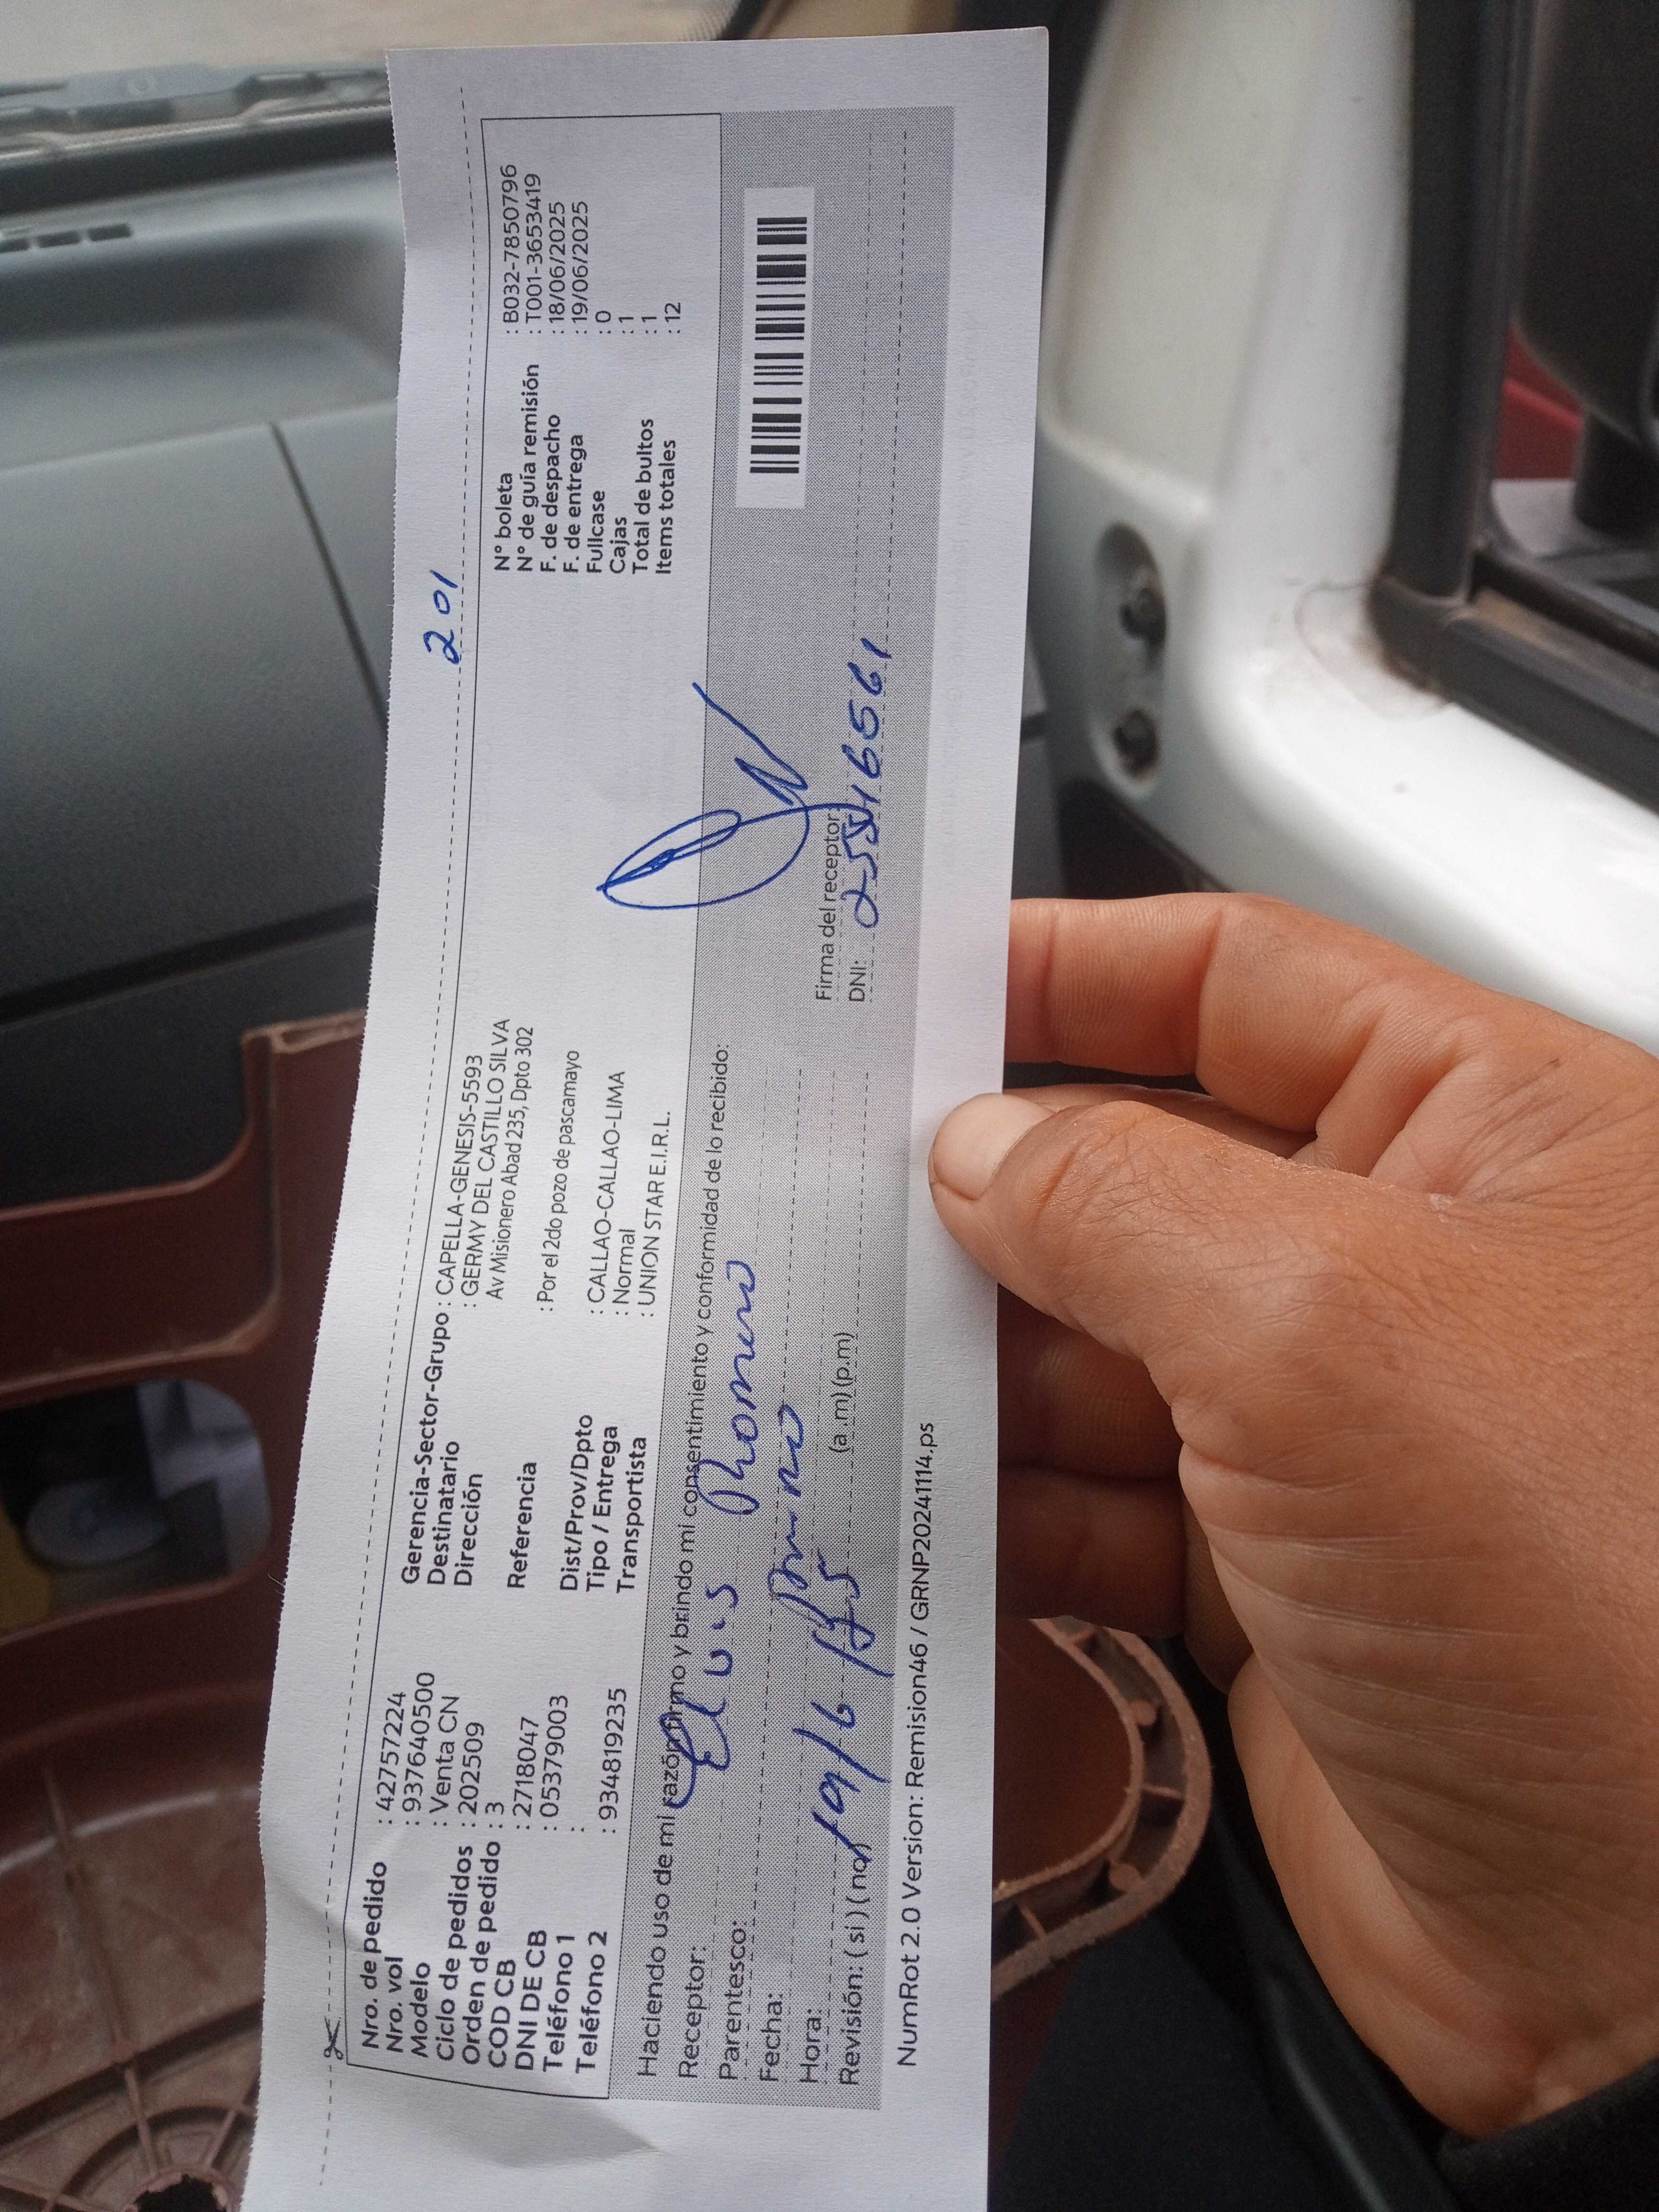 201
Nro. de pedido : 42757224
Nro. vol : 937640500
Modelo : Venta CN
Ciclo de pedidos : 202509
Orden de pedido : 3
COD CB : 2718047
DNI DE CB : 05379003
Teléfono 1 :
Teléfono 2 : 934819235
Gerencia-Sector-Grupo : CAPELLA-GENESIS-5593
Destinatario : GERMY DEL CASTILLO SILVA
Dirección Av Misionero Abad 235, Dpto 302
Referencia : Por el 2do pozo de pascamayo
Dist/Prov/Dpto : CALLAO-CALLAO-LIMA
Tipo / Entrega : Normal
Transportista : UNION STAR E.I.R.L.
N° boleta : B032-7850796
N° de guía remisión : T001-3653419
F. de despacho : 18/06/2025
F. de entrega : 19/06/2025
Fullcase : 0
Cajas : 1
Total de bultos : 1
Items totales : 12
Haciendo uso de mi razón firmo y brindo mi consentimiento y conformidad de lo recibido:
Receptor: Romero
Parentesco:
Fecha: 19/6
Hora: (a.m) (p.m)
Revisión: ( si ) ( no )
Firma del receptor
DNI:
NumRot 2.0 Version: Remision46 / GRNP20241114.ps